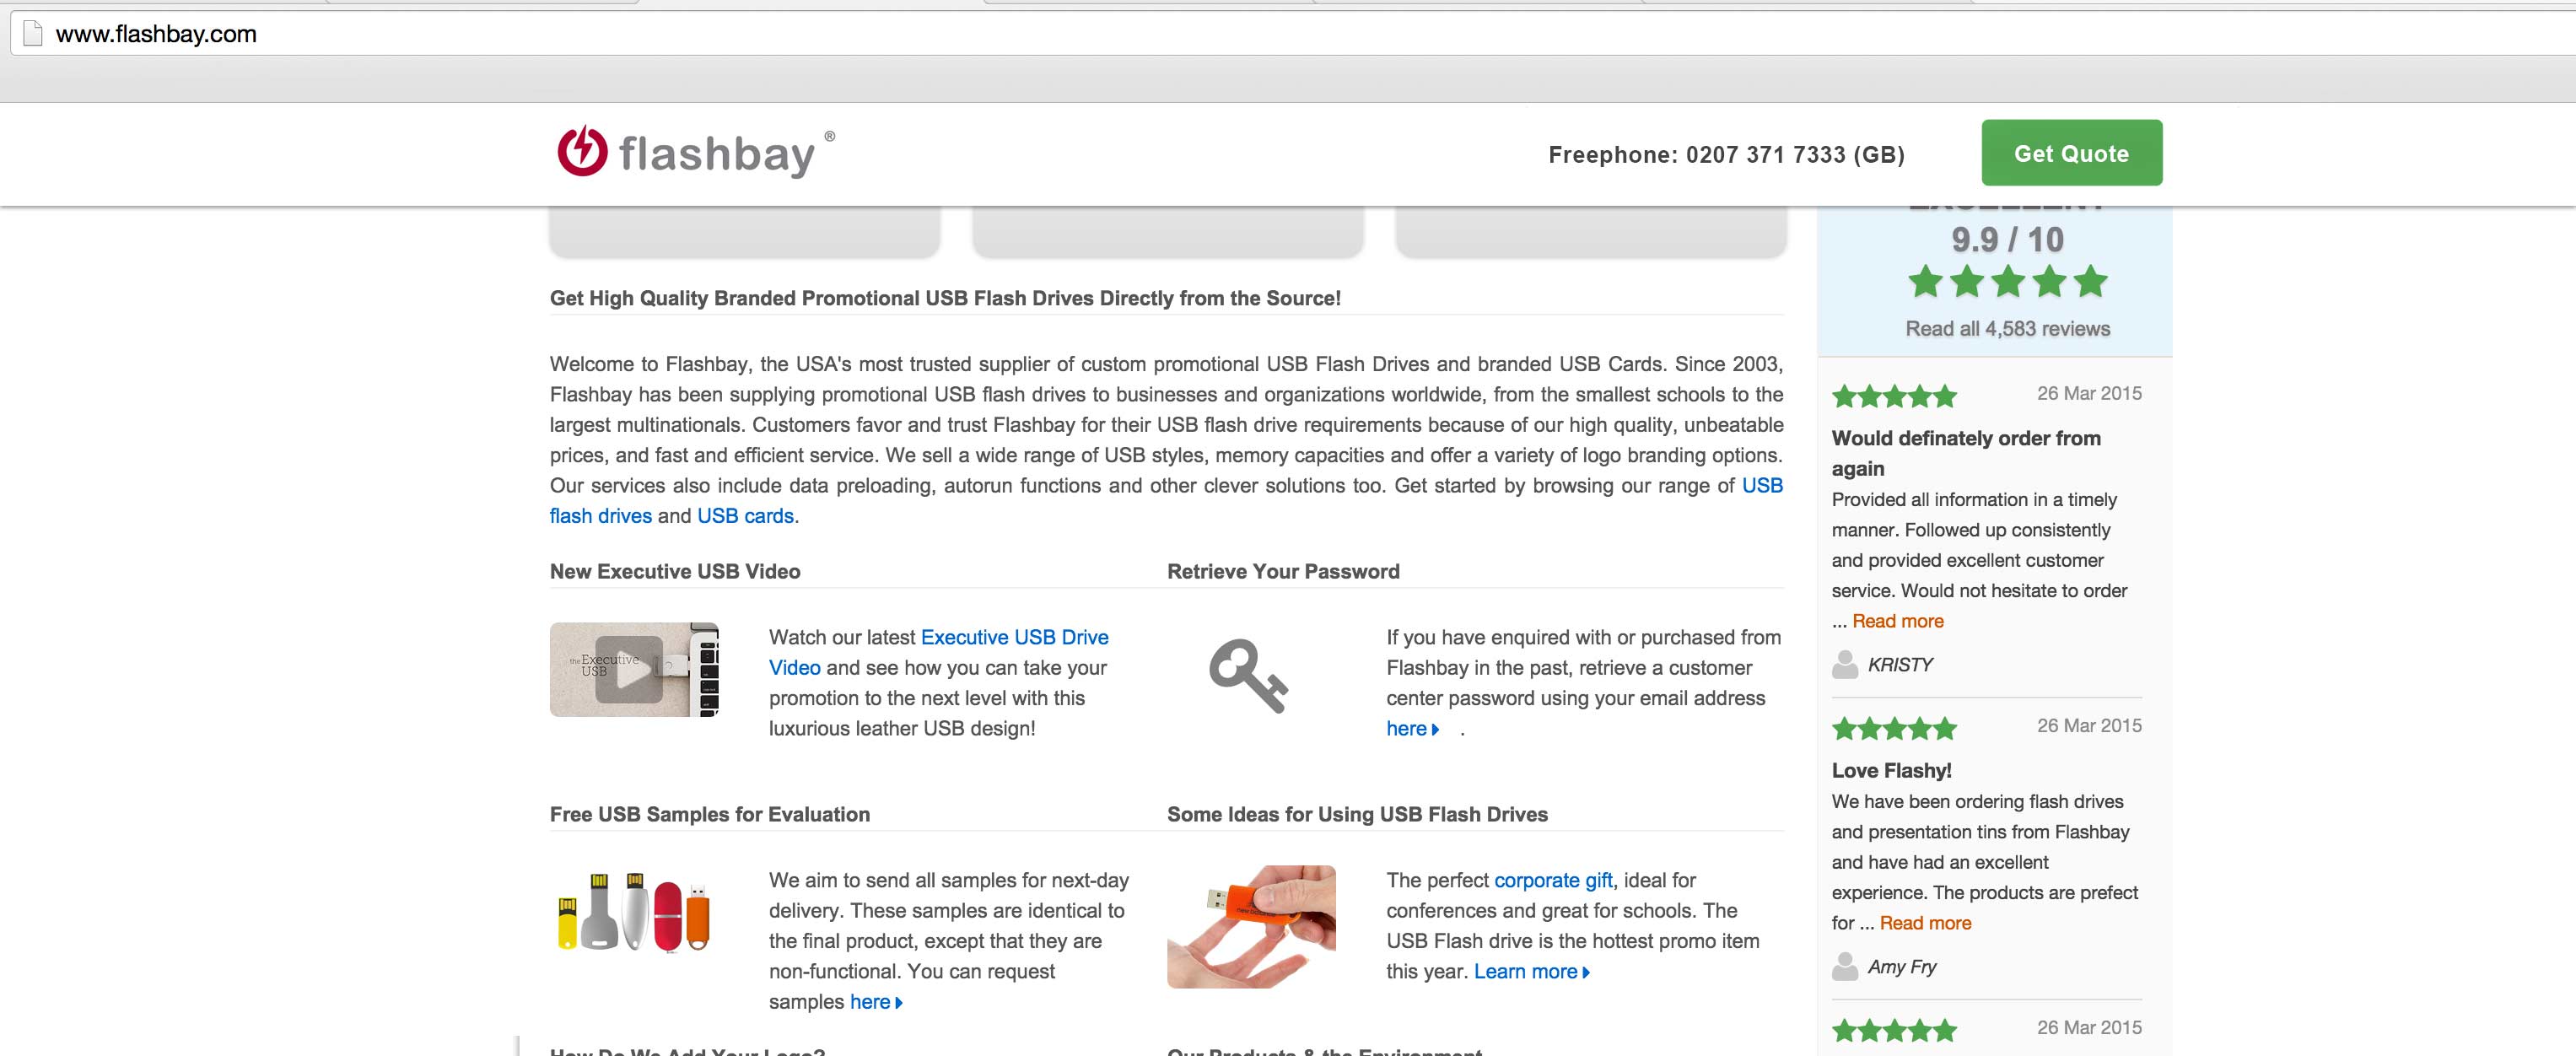 www.flashbay.com
flashbay®
Freephone: 0207 371 7333 (GB)
Get Quote
EXCELLENT
9.9 / 10
Read all 4,583 reviews
Get High Quality Branded Promotional USB Flash Drives Directly from the Source!
Welcome to Flashbay, the USA's most trusted supplier of custom promotional USB Flash Drives and branded USB Cards. Since 2003,
Flashbay has been supplying promotional USB flash drives to businesses and organizations worldwide, from the smallest schools to the
largest multinationals. Customers favor and trust Flashbay for their USB flash drive requirements because of our high quality, unbeatable
prices, and fast and efficient service. We sell a wide range of USB styles, memory capacities and offer a variety of logo branding options.
Our services also include data preloading, autorun functions and other clever solutions too. Get started by browsing our range of USB
flash drives and USB cards.
New Executive USB Video
the Executive
USB
Watch our latest Executive USB Drive
Video and see how you can take your
promotion to the next level with this
luxurious leather USB design!
Retrieve Your Password
If you have enquired with or purchased from
Flashbay in the past, retrieve a customer
center password using your email address
here .
Free USB Samples for Evaluation
We aim to send all samples for next-day
delivery. These samples are identical to
the final product, except that they are
non-functional. You can request
samples here
Some Ideas for Using USB Flash Drives
The perfect corporate gift, ideal for
conferences and great for schools. The
USB Flash drive is the hottest promo item
this year. Learn more
How Do We Add Your Logo?
Our Products & the Environment
26 Mar 2015
Would definately order from
again
Provided all information in a timely
manner. Followed up consistently
and provided excellent customer
service. Would not hesitate to order
... Read more
KRISTY
26 Mar 2015
Love Flashy!
We have been ordering flash drives
and presentation tins from Flashbay
and have had an excellent
experience. The products are prefect
for ... Read more
Amy Fry
26 Mar 2015